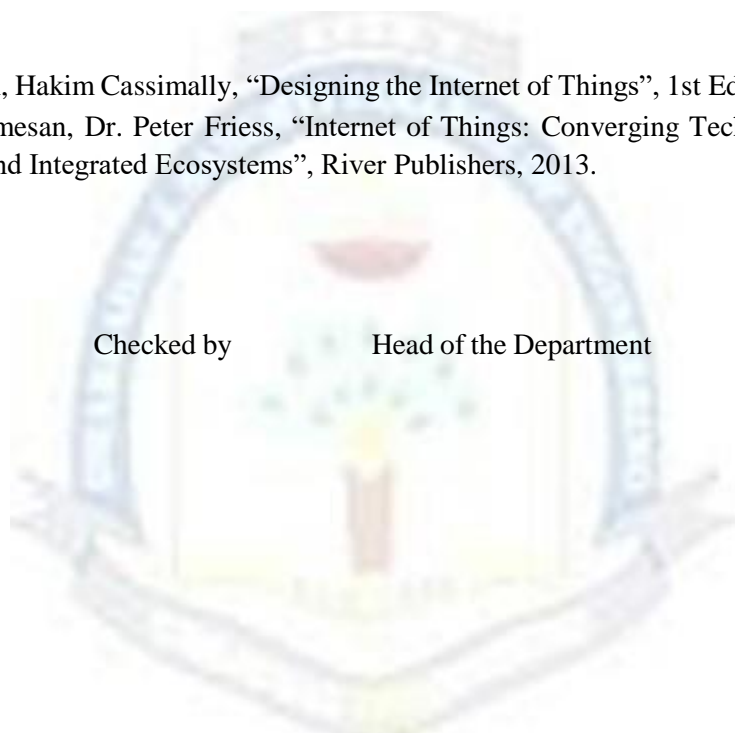 , Hakim Cassimally, “Designing the Internet of Things”, 1st Ed
mesan, Dr. Peter Friess, “Internet of Things: Converging Tec
nd Integrated Ecosystems”, River Publishers, 2013.
Checked by Head of the Department